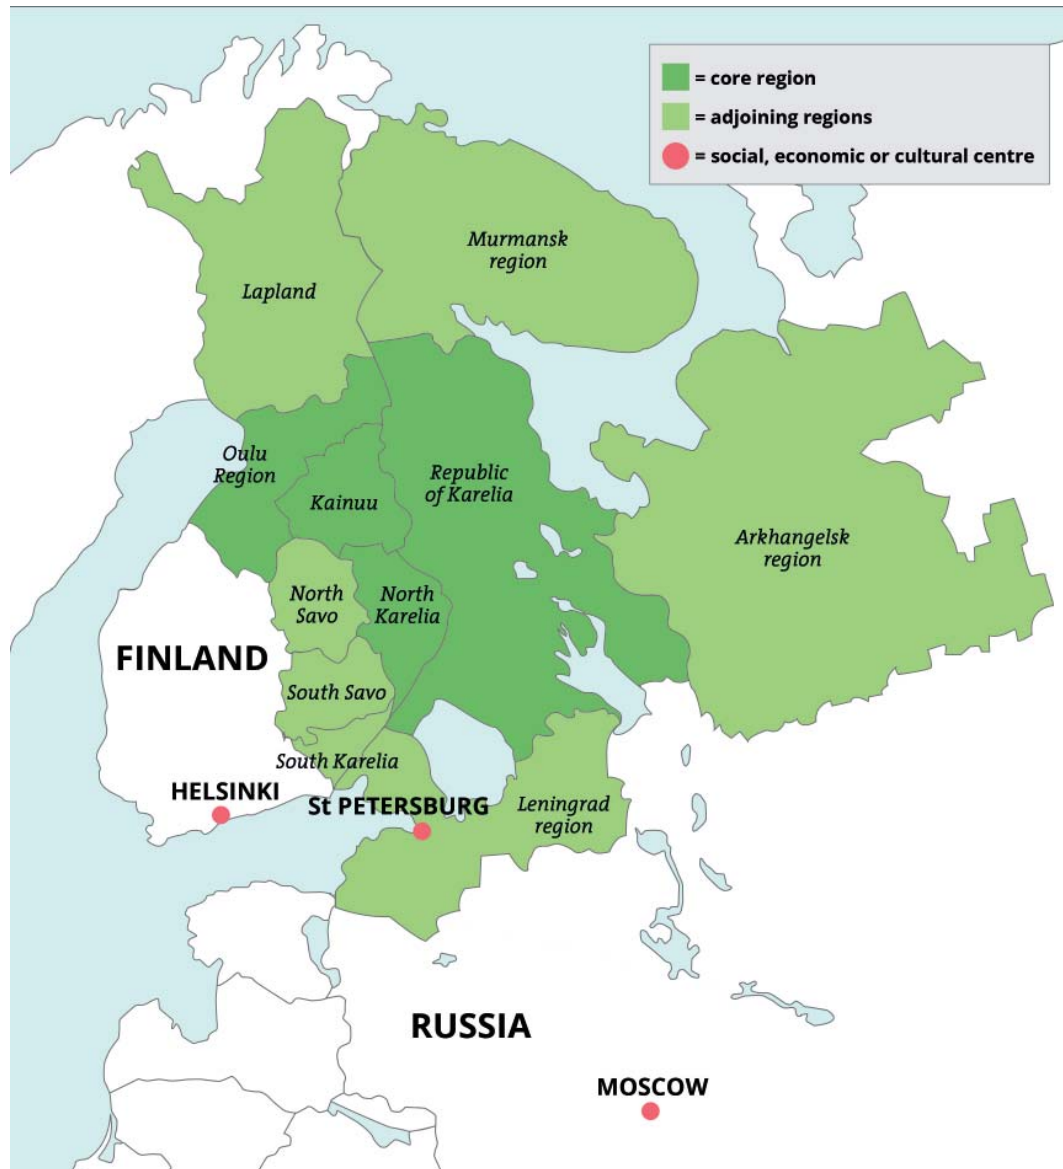 = core region
= adjoining regions
= social, economic or cultural centre
Murmansk
region
Lapland
Oulu
Region
Kainuu
Republic
of Karelia
Arkhangelsk
region
North
Savo
North
Karelia
FINLAND
South Savo
South Karelia
HELSINKI
St PETERSBURG
Leningrad
region
RUSSIA
MOSCOW